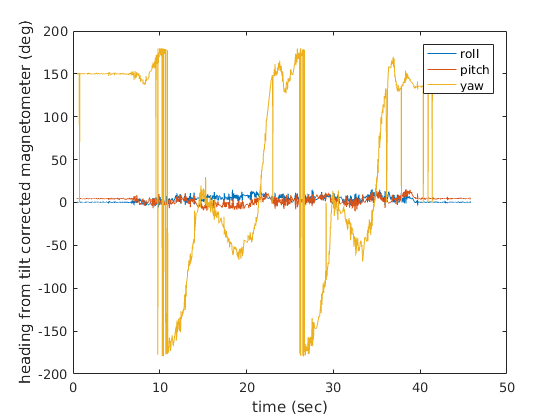 heading from tilt corrected magnetometer (deg)
200
150
100
50
0
-50
-100
-150
-200
roll
pitch
yaw
0 10 20 30 40 50
time (sec)